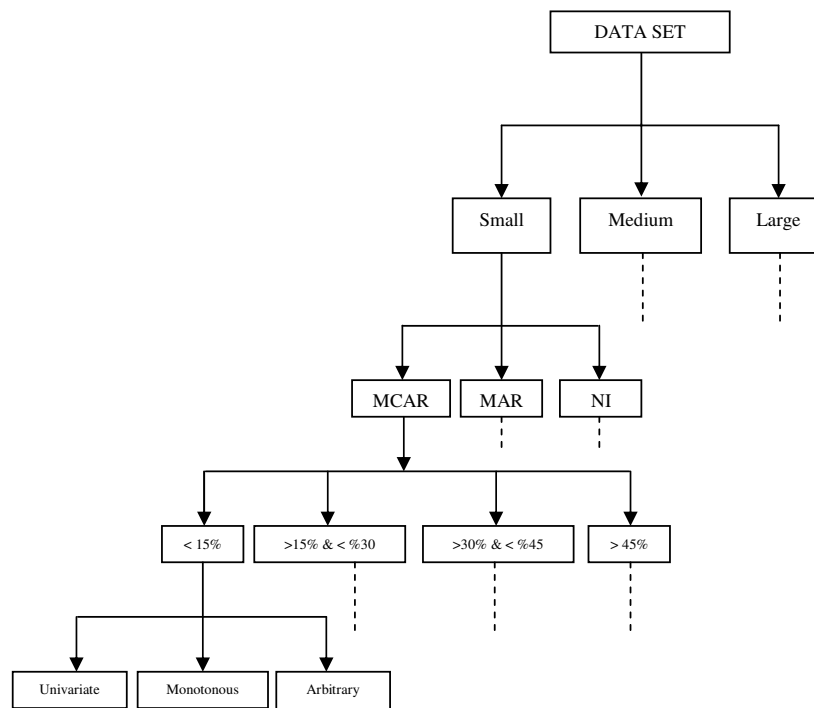 DATA SET
Small
Medium
Large
MCAR
MAR
NI
< 15%
>15% & < %30
>30% & < %45
> 45%
Univariate
Monotonous
Arbitrary